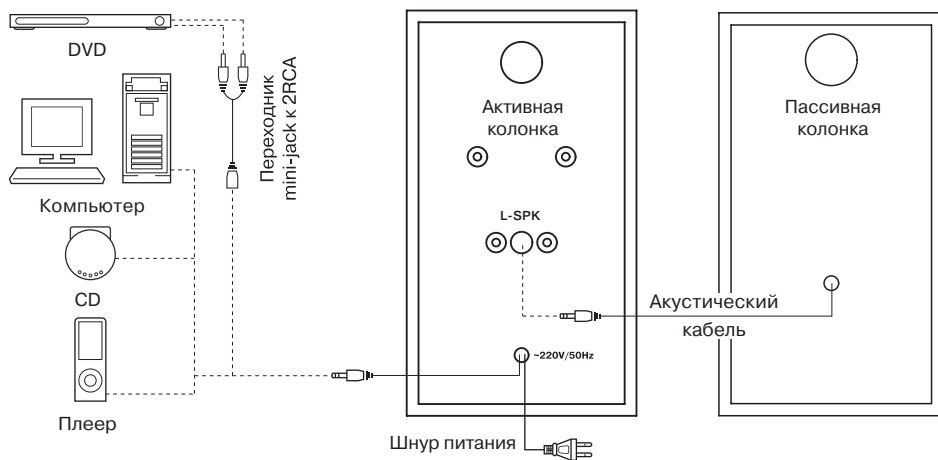 DVD
Компьютер
CD
Плеер
Переходник
mini-jack к 2RCA
Активная
колонка
L-SPK
~220V/50Hz
Шнур питания
Пассивная
колонка
Акустический
кабель